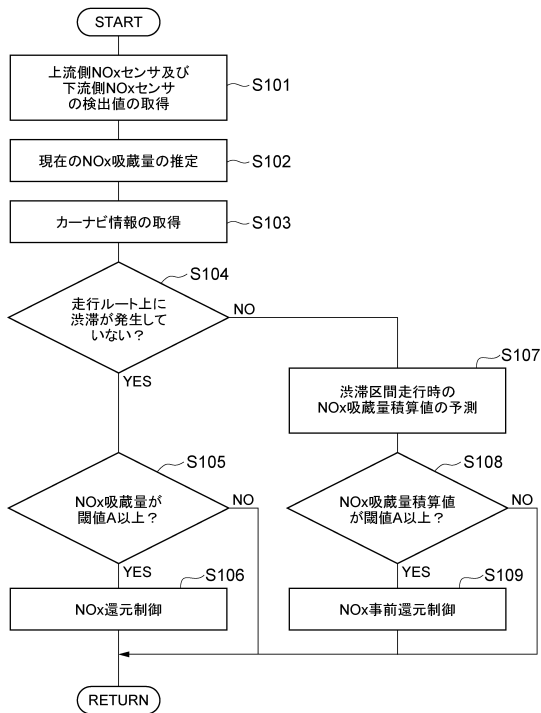 START
上流側NOxセンサ及び
下流側NOxセンサ
の検出値の取得
S101
現在のNOx吸蔵量の推定
S102
カーナビ情報の取得
S103
S104
走行ルート上に
渋滞が発生して
いない?
NO
YES
S107
渋滞区間走行時の
NOx吸蔵量積算値の予測
S105
NOx吸蔵量が
閾値A以上?
NO
YES
S108
NOx吸蔵量積算値
が閾値A以上?
NO
YES
S106
NOx還元制御
S109
NOx事前還元制御
RETURN